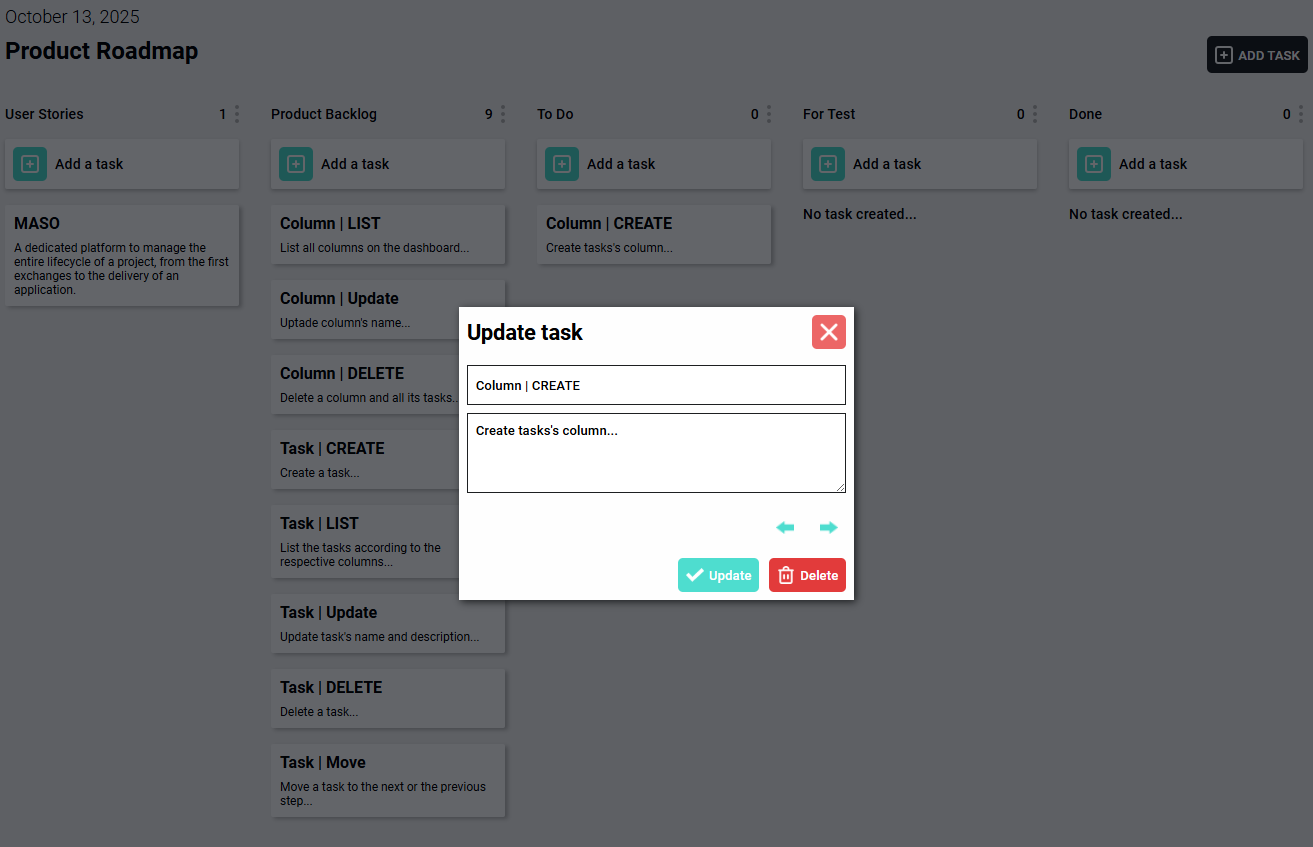 October 13, 2025
Product Roadmap
ADD TASK
User Stories 1
Add a task
MASO
A dedicated platform to manage the
entire lifecycle of a project, from the first
exchanges to the delivery of an
application.
Product Backlog 9
Add a task
Column | LIST
List all columns on the dashboard...
Column | Update
Uptade column's name...
Column | DELETE
Delete a column and all its tasks..
Task | CREATE
Create a task...
Task | LIST
List the tasks according to the
respective columns...
Task | Update
Update task's name and description...
Task | DELETE
Delete a task...
Task | Move
Move a task to the next or the previous
step...
To Do 0
Add a task
Column | CREATE
Create tasks's column...
For Test 0
Add a task
No task created...
Done 0
Add a task
No task created...
Update task
Column | CREATE
Create tasks's column...
Update
Delete